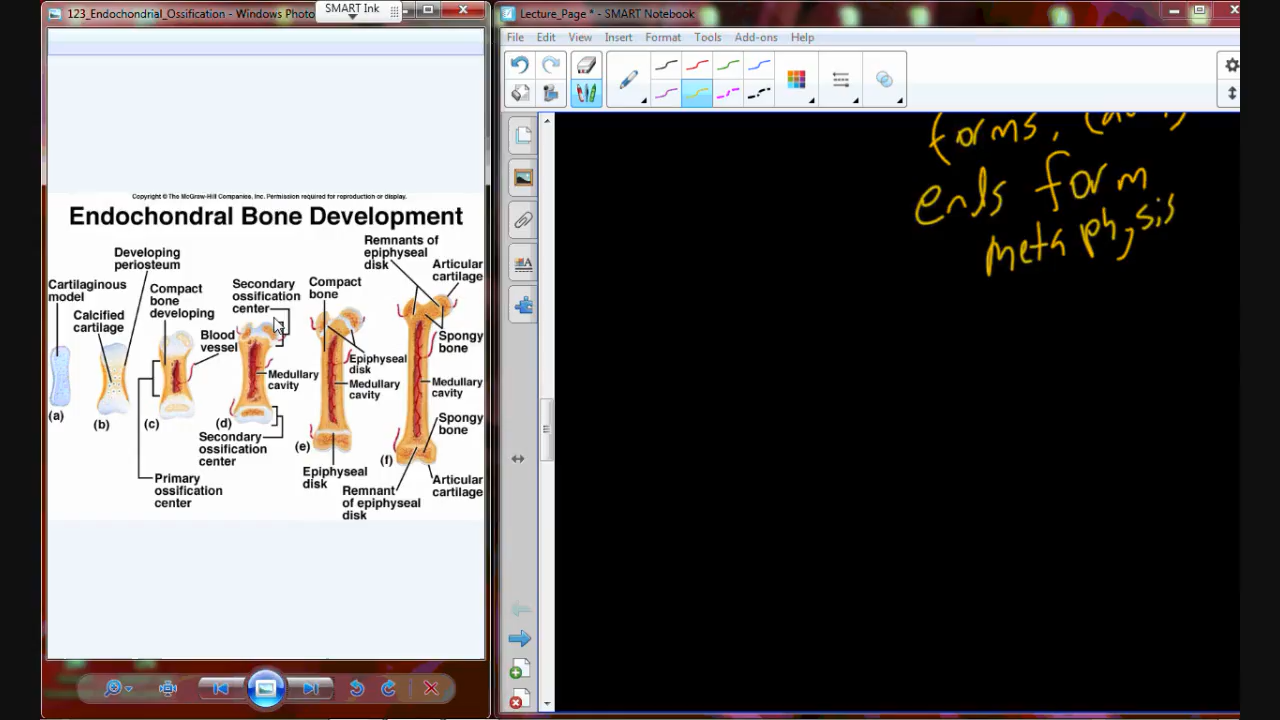 123_Endochondral_Ossification - Windows Photo
SMART Ink
Lecture_Page * - SMART Notebook
File Edit View Insert Format Tools Add-ons Help
Copyright © The McGraw-Hill Companies, Inc. Permission required for reproduction or display.
Endochondral Bone Development
Cartilaginous
model
Calcified
cartilage
Developing
periosteum
Compact
bone
developing
Blood
vessel
Secondary
ossification
center
Medullary
cavity
Compact
bone
Epiphyseal
disk
Medullary
cavity
Remnants of
epiphyseal
disk
Articular
cartilage
Spongy
bone
Medullary
cavity
Spongy
bone
(a)
(b)
(c)
(d)
(e)
(f)
Primary
ossification
center
Secondary
ossification
center
Epiphyseal
disk
Remnant
of epiphyseal
disk
Articular
cartilage
forms.
ends form
metaphysis